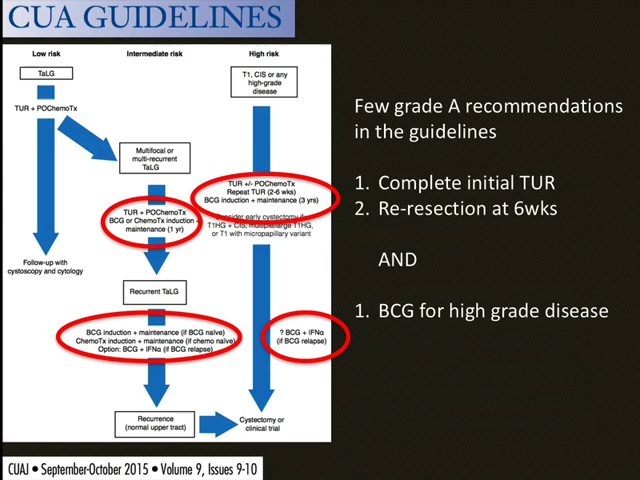 CUA GUIDELINES
Low risk
Intermediate risk
High risk
TaLG
TUR + POChemoTx
Multifocal or
multi-recurrent
TaLG
TUR + POChemoTx
BCG or ChemoTx induction
maintenance (1 yr)
T1, CIS or any
high-grade
disease
TUR +/- POChemoTx
Repeat TUR (2-6 wks)
BCG induction + maintenance (3 yrs)
Consider early cystectomy if
T1HG + CIS, multiple/large T1HG,
or T1 with micropapillary variant
Follow-up with
cystoscopy and cytology
Recurrent TaLG
BCG induction + maintenance (if BCG naïve)
ChemoTx induction + maintenance (if chemo naïve)
Option: BCG + IFNα (if BCG relapse)
? BCG + IFNα
(if BCG relapse)
Recurrence
(normal upper tract)
Cystectomy or
clinical trial
Few grade A recommendations
in the guidelines
1. Complete initial TUR
2. Re-resection at 6wks
AND
1. BCG for high grade disease
CUAJ • September-October 2015 • Volume 9, Issues 9-10